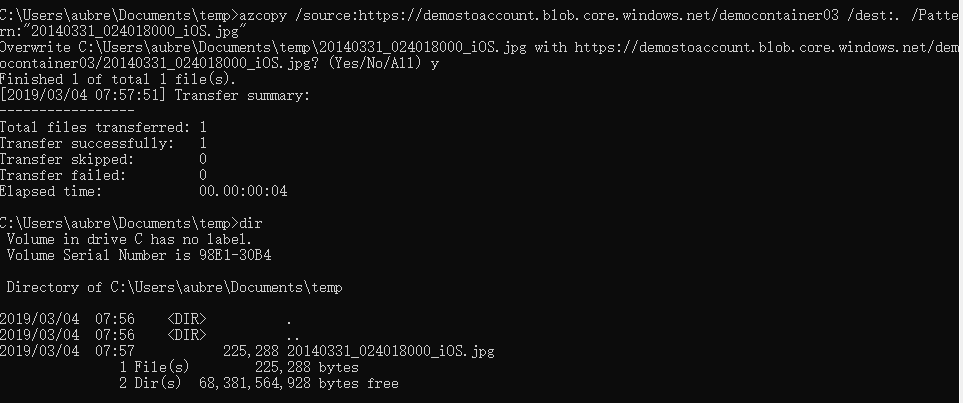 C:\Users\aubre\Documents\temp>azcopy /source:https://demostoaccount.blob.core.windows.net/democontainer03 /dest:. /Patte
rn:"20140331_024018000_iOS.jpg"
Overwrite C:\Users\aubre\Documents\temp\20140331_024018000_iOS.jpg with https://demostoaccount.blob.core.windows.net/dem
ocontainer03/20140331_024018000_iOS.jpg? (Yes/No/All) y
Finished 1 of total 1 file(s).
[2019/03/04 07:57:51] Transfer summary:
-----------------
Total files transferred: 1
Transfer successfully:   1
Transfer skipped:        0
Transfer failed:         0
Elapsed time:            00.00:00:04
C:\Users\aubre\Documents\temp>dir
 Volume in drive C has no label.
 Volume Serial Number is 98E1-30B4
 Directory of C:\Users\aubre\Documents\temp
2019/03/04  07:56    <DIR>          .
2019/03/04  07:56    <DIR>          ..
2019/03/04  07:57           225,288 20140331_024018000_iOS.jpg
               1 File(s)        225,288 bytes
               2 Dir(s)  68,381,564,928 bytes free